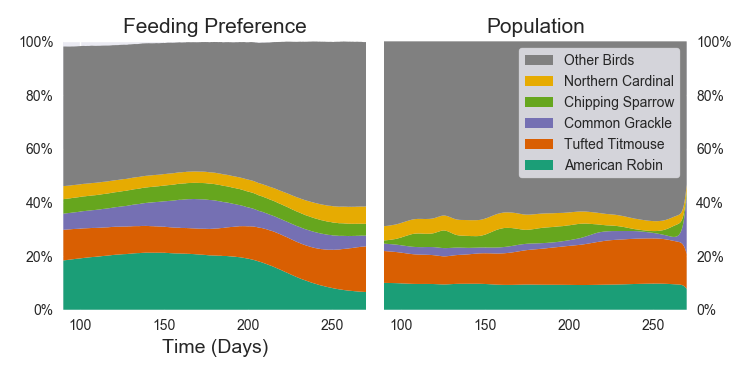 Feeding Preference
Population
100%
80%
60%
40%
20%
0%
100
150
200
250
Time (Days)
Other Birds
Northern Cardinal
Chipping Sparrow
Common Grackle
Tufted Titmouse
American Robin
100
150
200
250
100%
80%
60%
40%
20%
0%